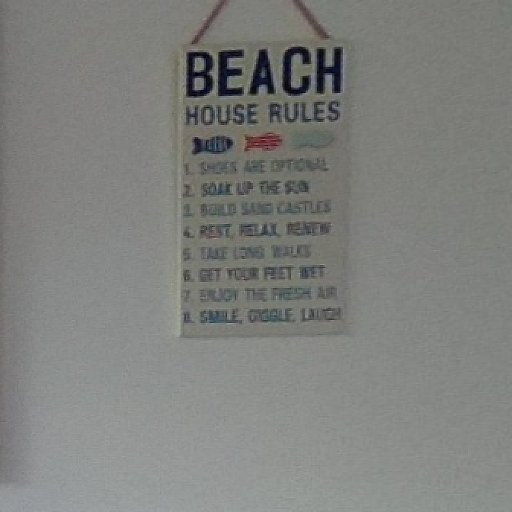 BEACH
HOUSE RULES
1. SHOES ARE OPTIONAL
2. SOAK UP THE SUN
3. BUILD SAND CASTLES
4. REST, RELAX, RENEW
5. TAKE LONG WALKS
6. GET YOUR FEET WET
7. ENJOY THE FRESH AIR
8. SMILE, GIGGLE, LAUGH